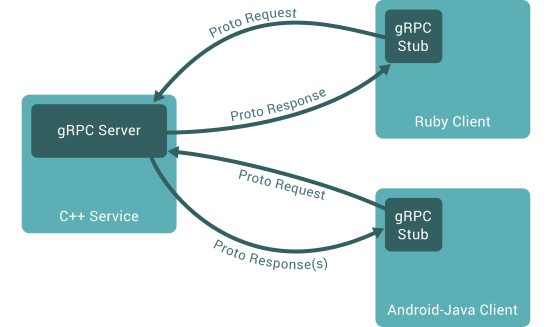 gRPC Server
C++ Service
Proto Request
Proto Response
gRPC
Stub
Ruby Client
Proto Request
Proto Response(s)
gRPC
Stub
Android-Java Client